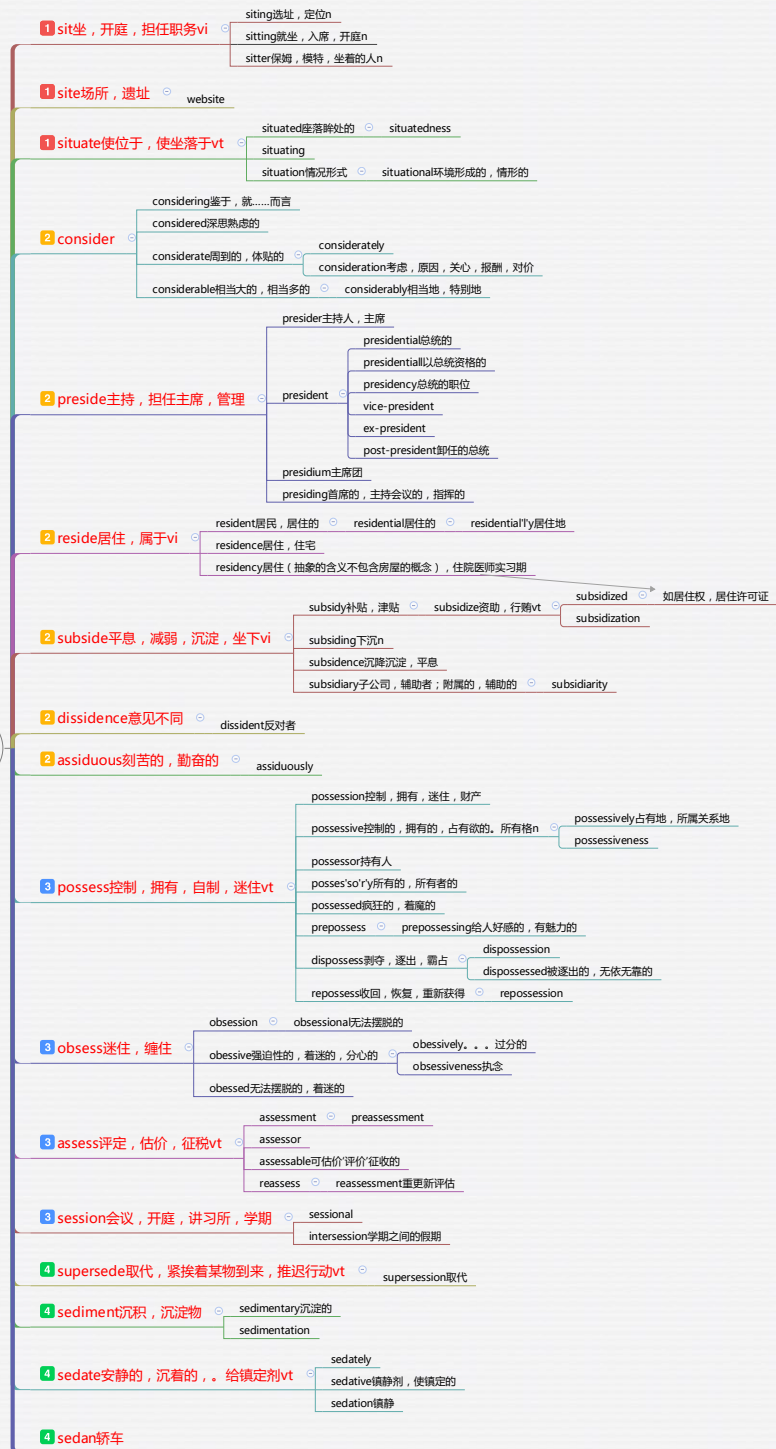 1 sit坐，开庭，担任职务vi
siting选址，定位n
sitting就坐，入席，开庭n
sitter保姆，模特，坐着的人n
1 site场所，遗址
website
1 situate使位于，使坐落于vt
situated座落眸处的
situatedness
situating
situation情况形式
situational环境形成的，情形的
2 consider
considering鉴于，就……而言
considered深思熟虑的
considerate周到的，体贴的
considerately
consideration考虑，原因，关心，报酬，对价
considerable相当大的，相当多的
considerably相当地，特别地
2 preside主持，担任主席，管理
presider主持人，主席
president
presidential总统的
presidentiall以总统资格的
presidency总统的职位
vice-president
ex-president
post-president卸任的总统
presidium主席团
presiding首席的，主持会议的，指挥的
2 reside居住，属于vi
resident居民，居住的
residential居住的
residential'l'y居住地
residence居住，住宅
residency居住（抽象的含义不包含房屋的概念），住院医师实习期
如居住权，居住许可证
2 subside平息，减弱，沉淀，坐下vi
subsidy补贴，津贴
subsidize资助，行贿vt
subsidized
subsidization
subsiding下沉n
subsidence沉降沉淀，平息
subsidiary子公司，辅助者；附属的，辅助的
subsidiarity
2 dissidence意见不同
dissident反对者
2 assiduous刻苦的，勤奋的
assiduously
3 possess控制，拥有，自制，迷住vt
possession控制，拥有，迷住，财产
possessive控制的，拥有的，占有欲的。所有格n
possessively占有地，所属关系地
possessiveness
possessor持有人
posses'so'r'y所有的，所有者的
possessed疯狂的，着魔的
prepossess
prepossessing给人好感的，有魅力的
dispossess剥夺，逐出，霸占
dispossession
dispossessed被逐出的，无依无靠的
repossess收回，恢复，重新获得
repossession
3 obsess迷住，缠住
obsession
obsessional无法摆脱的
obessive强迫性的，着迷的，分心的
obessively。。。过分的
obsessiveness执念
obessed无法摆脱的，着迷的
3 assess评定，估价，征税vt
assessment
preassessment
assessor
assessable可估价'评价'征收的
reassess
reassessment重更新评估
3 session会议，开庭，讲习所，学期
sessional
intersession学期之间的假期
4 supersede取代，紧挨着某物到来，推迟行动vt
supersession取代
4 sediment沉积，沉淀物
sedimentary沉淀的
sedimentation
4 sedate安静的，沉着的，。给镇定剂vt
sedately
sedative镇静剂，使镇定的
sedation镇静
4 sedan轿车